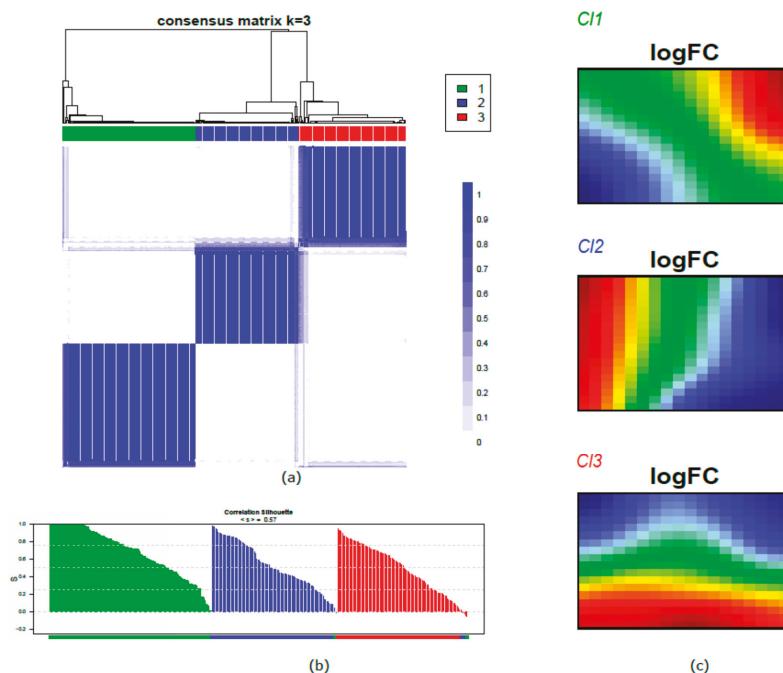 consensus matrix k=3
1
2
3
1
0.9
0.8
0.7
0.6
0.5
0.4
0.3
0.2
0.1
0
(a)
Correlation Silhouette
< s > = 0.57
S
1.0
0.8
0.6
0.4
0.2
0.0
−0.2
(b)
Cl1
logFC
Cl2
logFC
Cl3
logFC
(c)